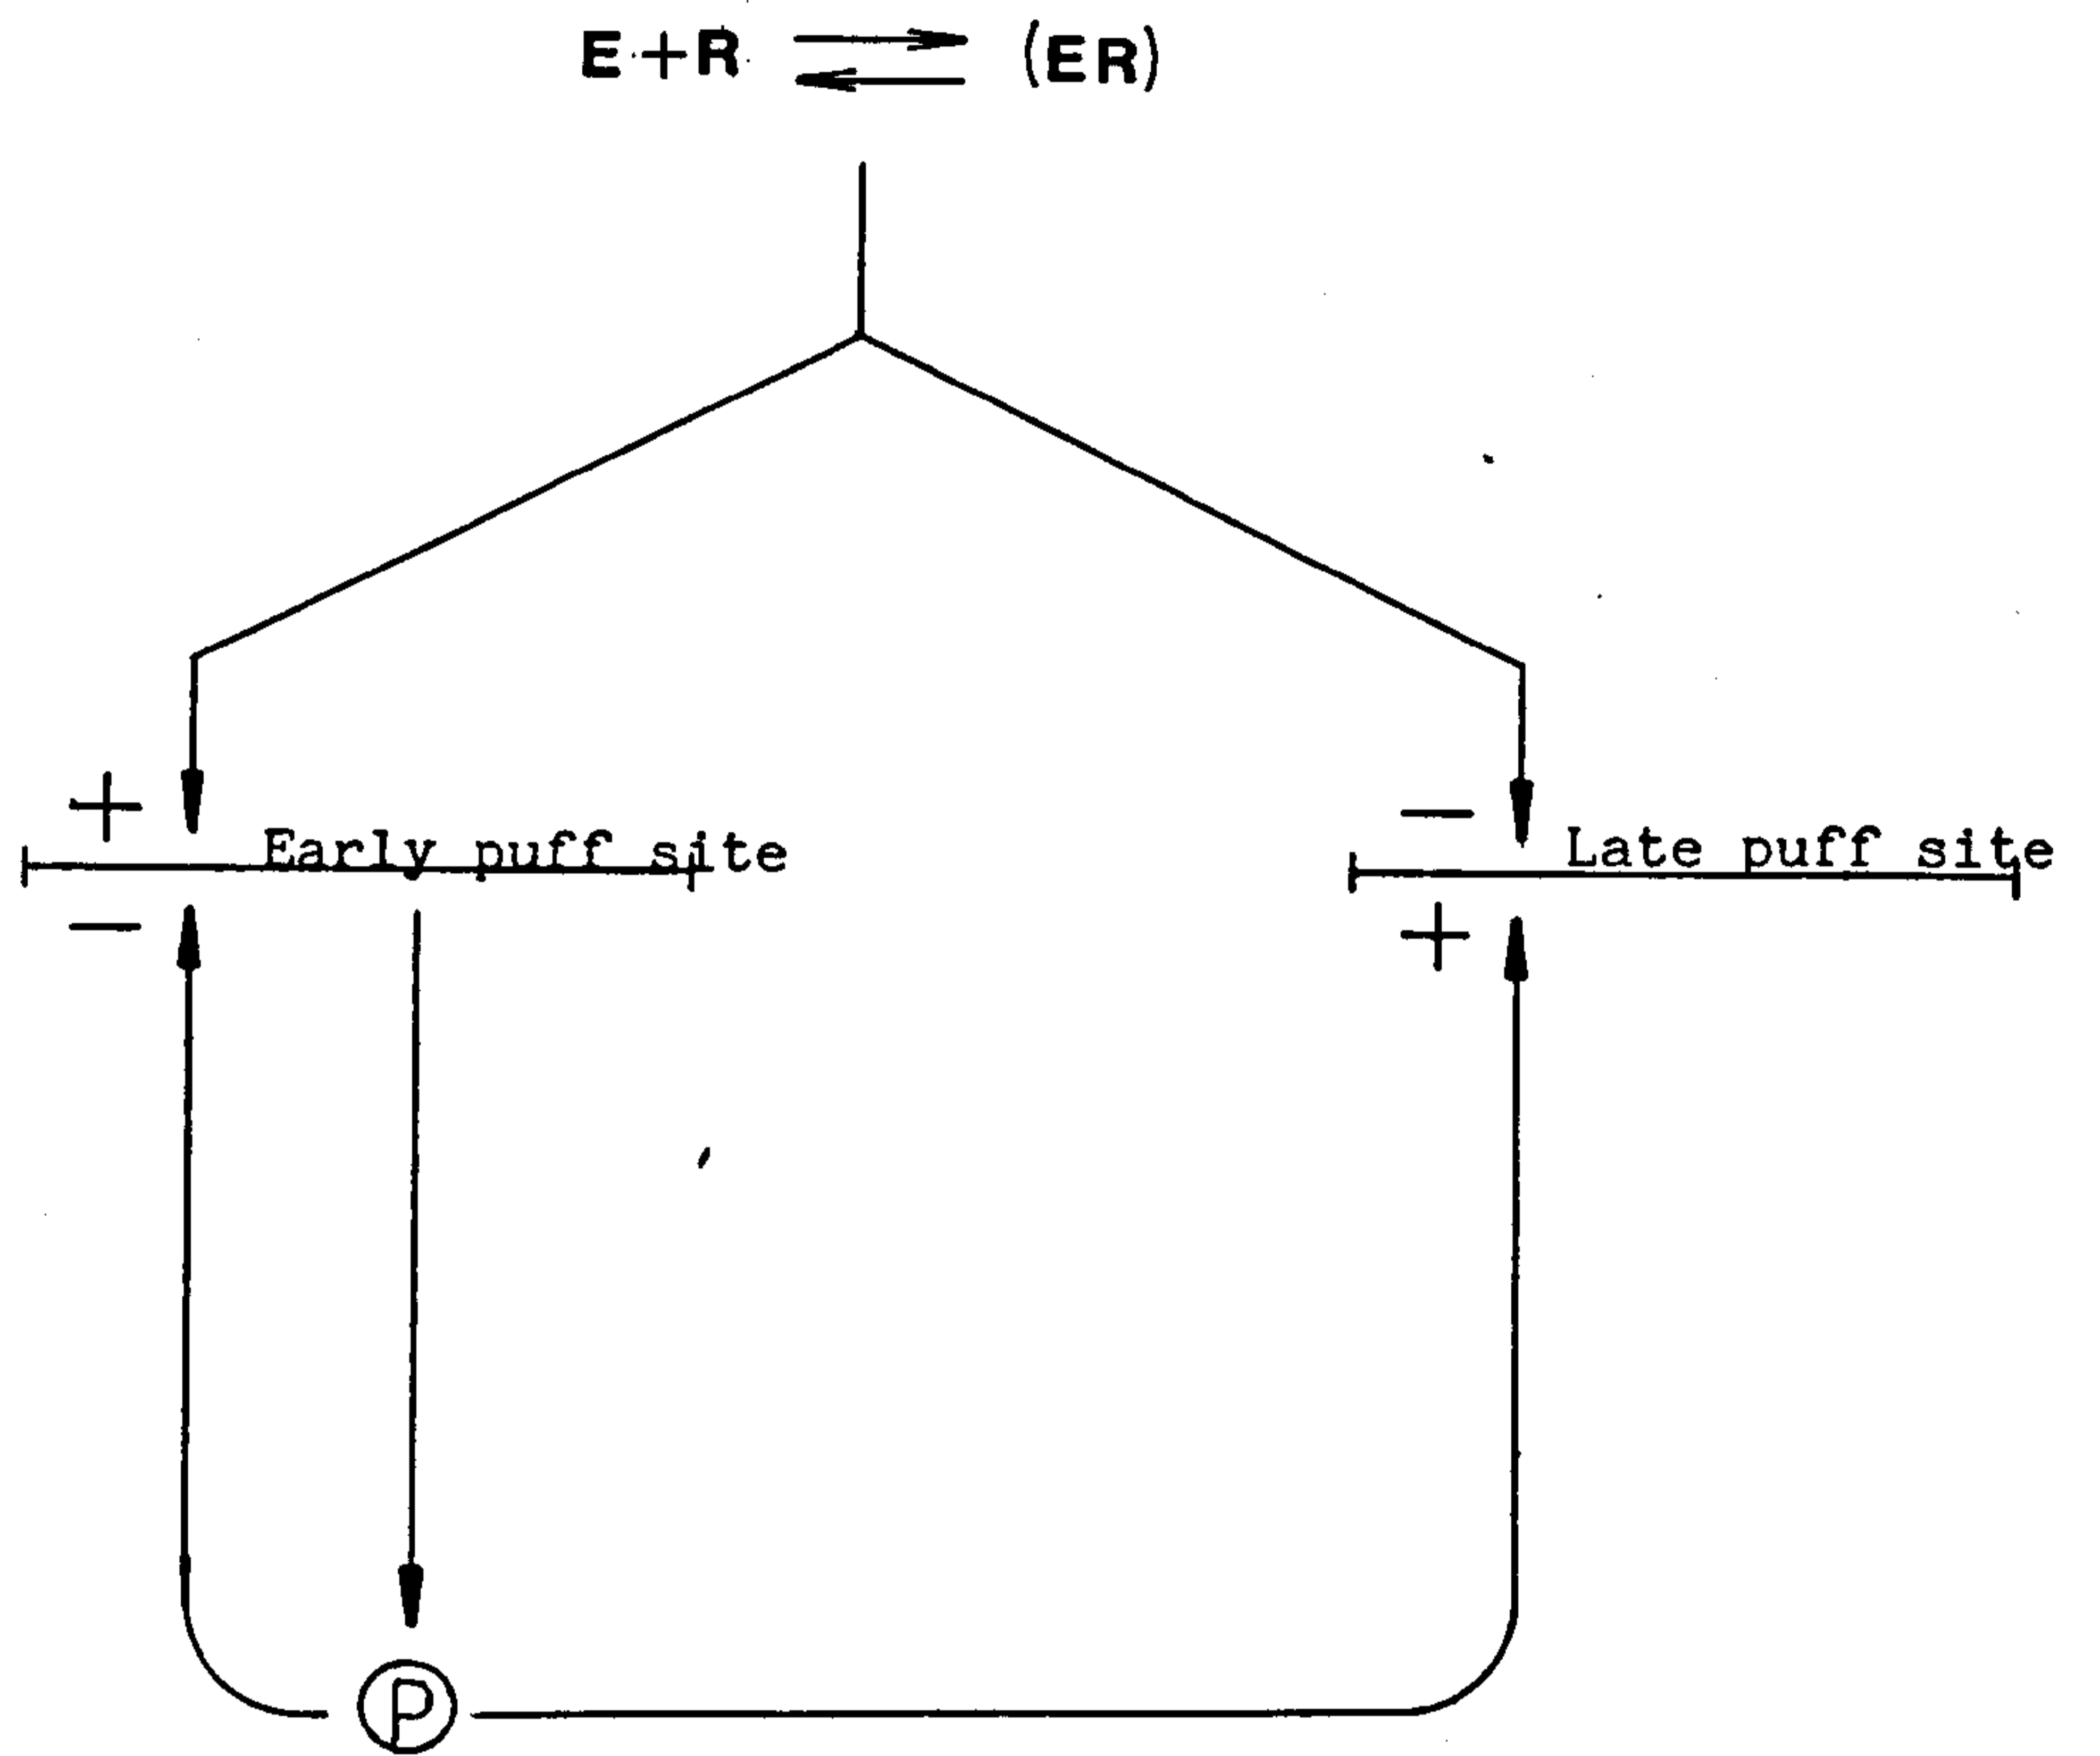 E+R ⇌ (ER)
+
Early puff site
−
−
Late puff site
+
P